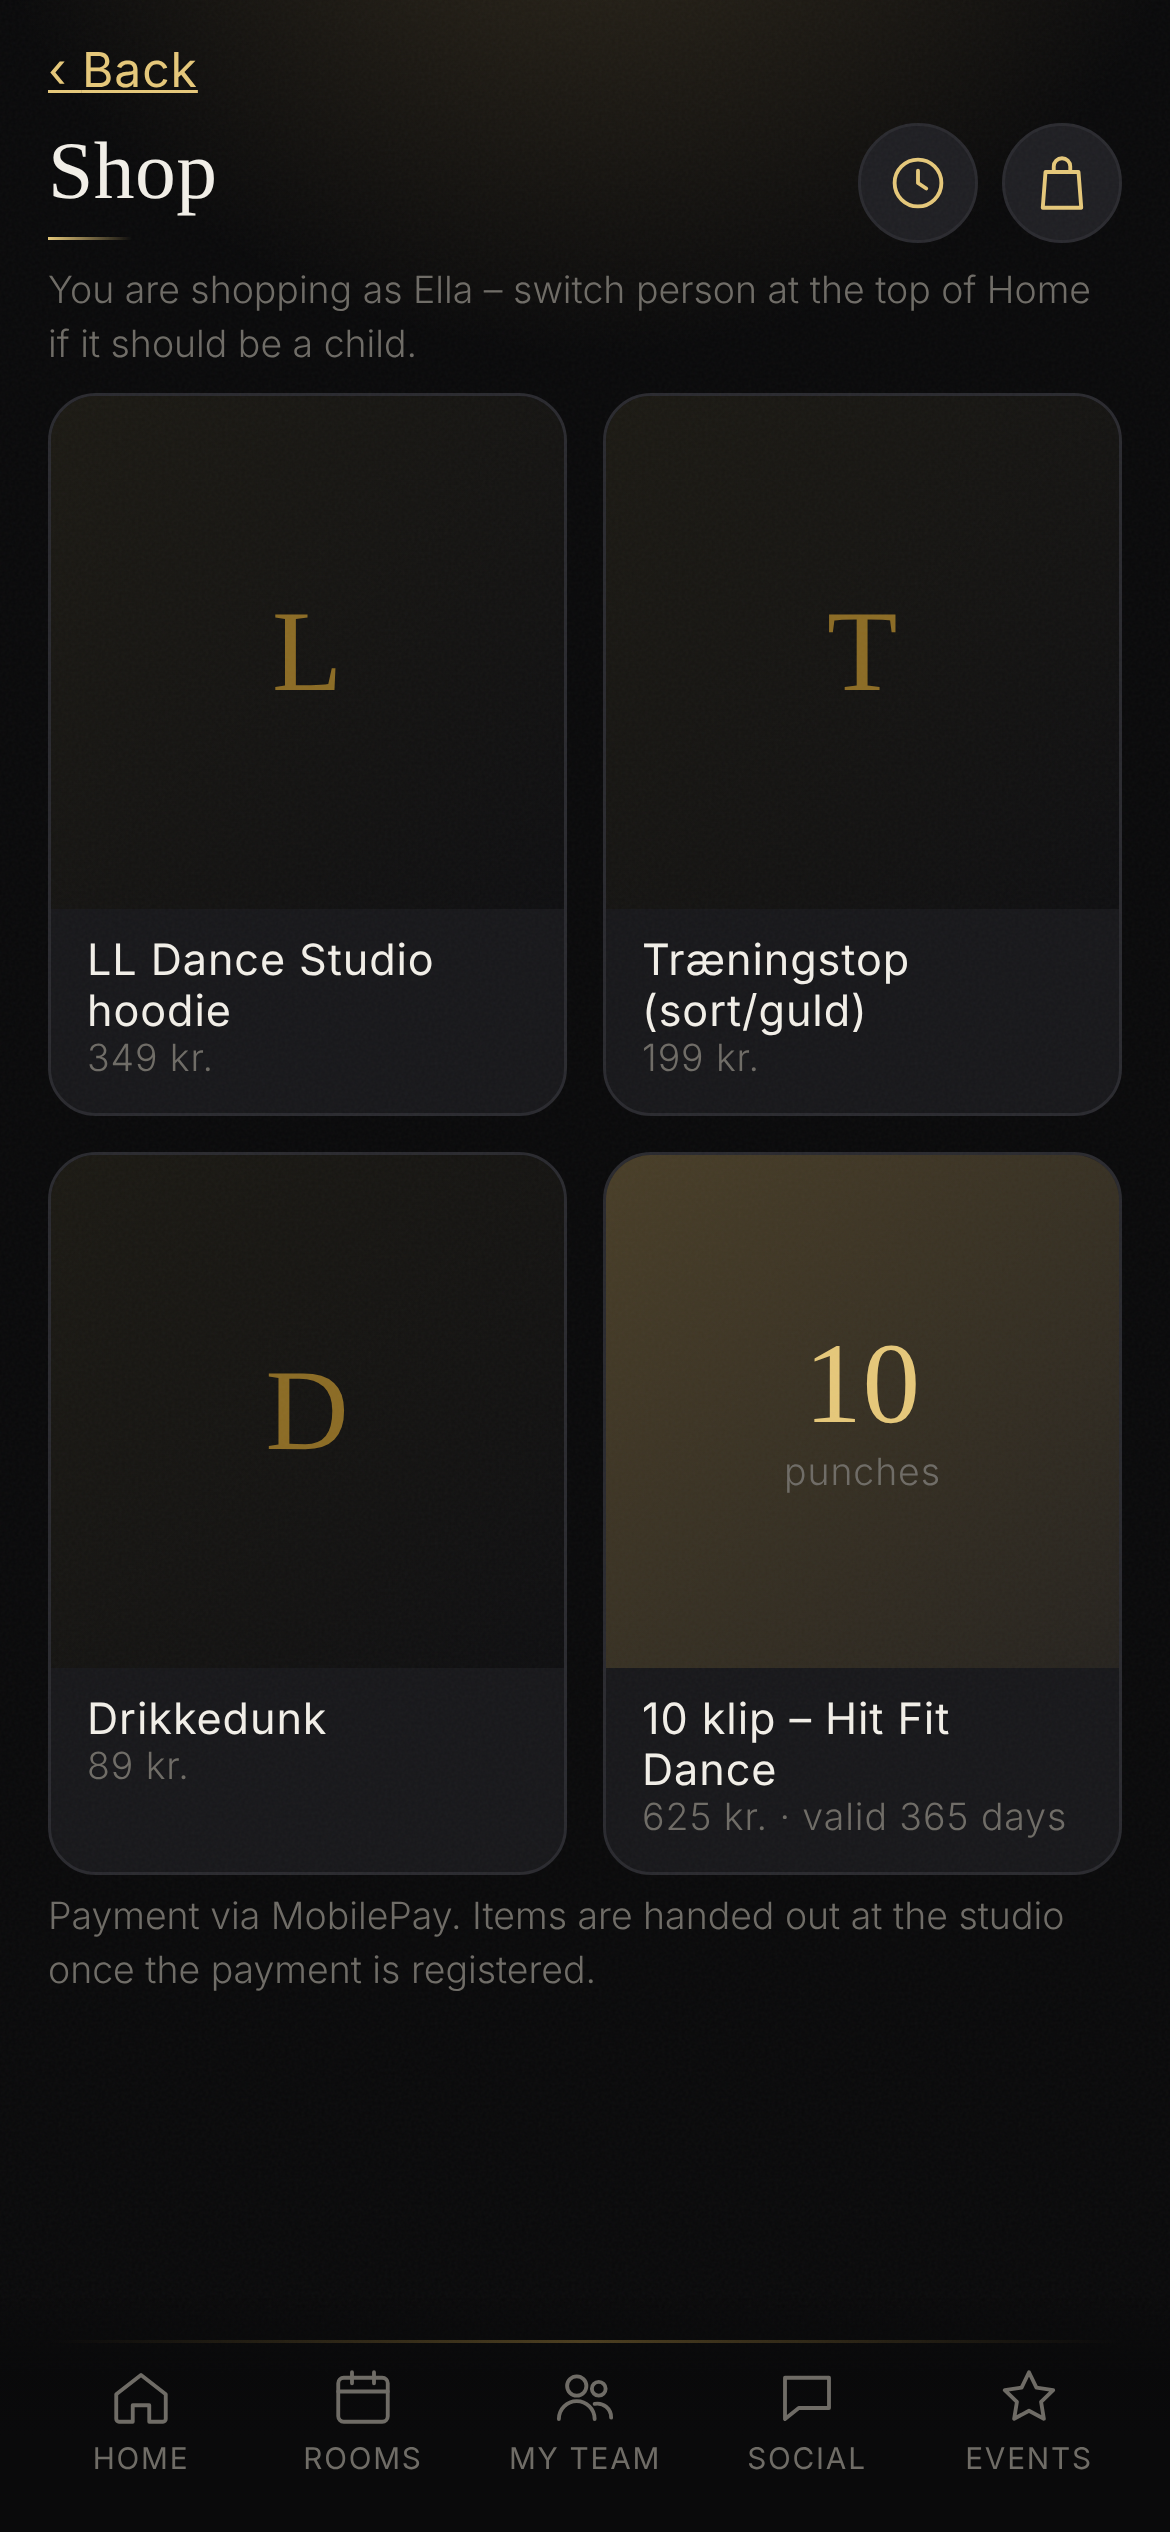 ‹ Back
Shop
You are shopping as Ella – switch person at the top of Home
if it should be a child.
L
T
LL Dance Studio
hoodie
349 kr.
Træningstop
(sort/guld)
199 kr.
D
10
punches
Drikkedunk
89 kr.
10 klip – Hit Fit
Dance
625 kr. · valid 365 days
Payment via MobilePay. Items are handed out at the studio
once the payment is registered.
HOME
ROOMS
MY TEAM
SOCIAL
EVENTS